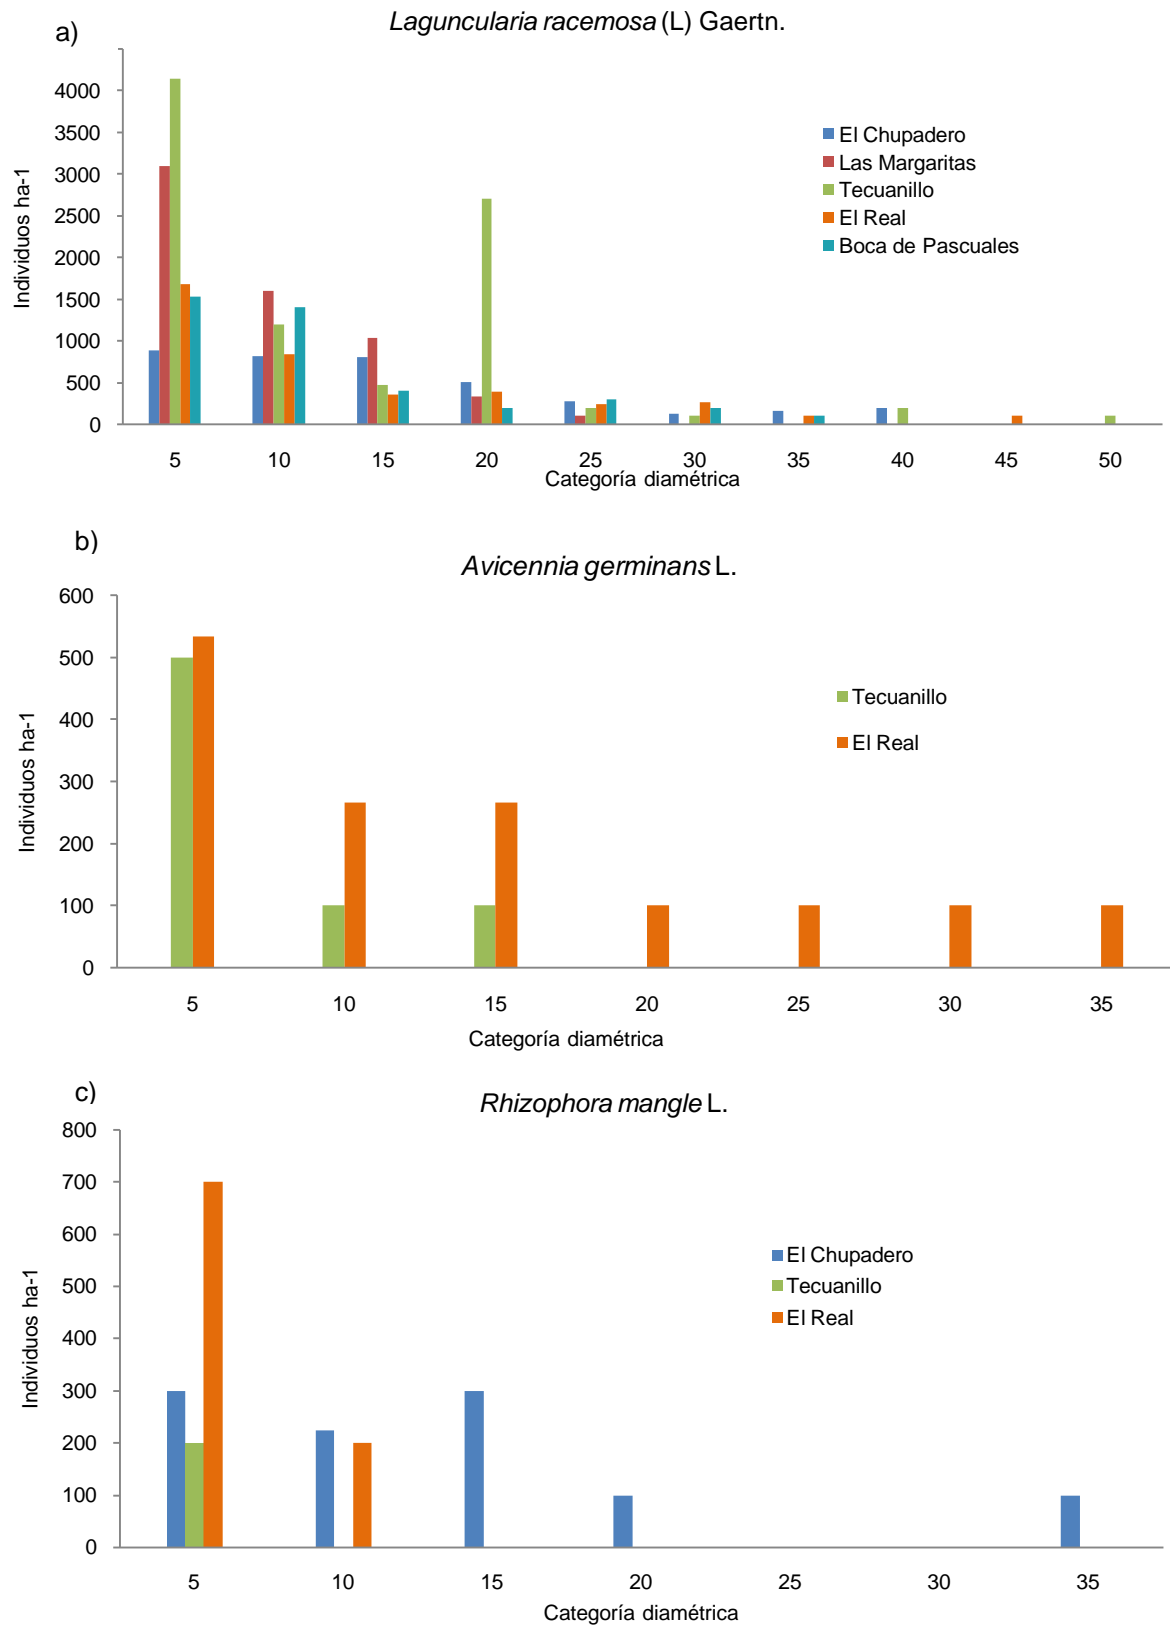 a)
Laguncularia racemosa (L) Gaertn.
Individuos ha-1
4000
3500
3000
2500
2000
1500
1000
500
0
El Chupadero
Las Margaritas
Tecuanillo
El Real
Boca de Pascuales
5 10 15 20 25 30 35 40 45 50
Categoría diamétrica
b)
Avicennia germinans L.
Individuos ha-1
600
500
400
300
200
100
0
Tecuanillo
El Real
5 10 15 20 25 30 35
Categoría diamétrica
c)
Rhizophora mangle L.
Individuos ha-1
800
700
600
500
400
300
200
100
0
El Chupadero
Tecuanillo
El Real
5 10 15 20 25 30 35
Categoría diamétrica